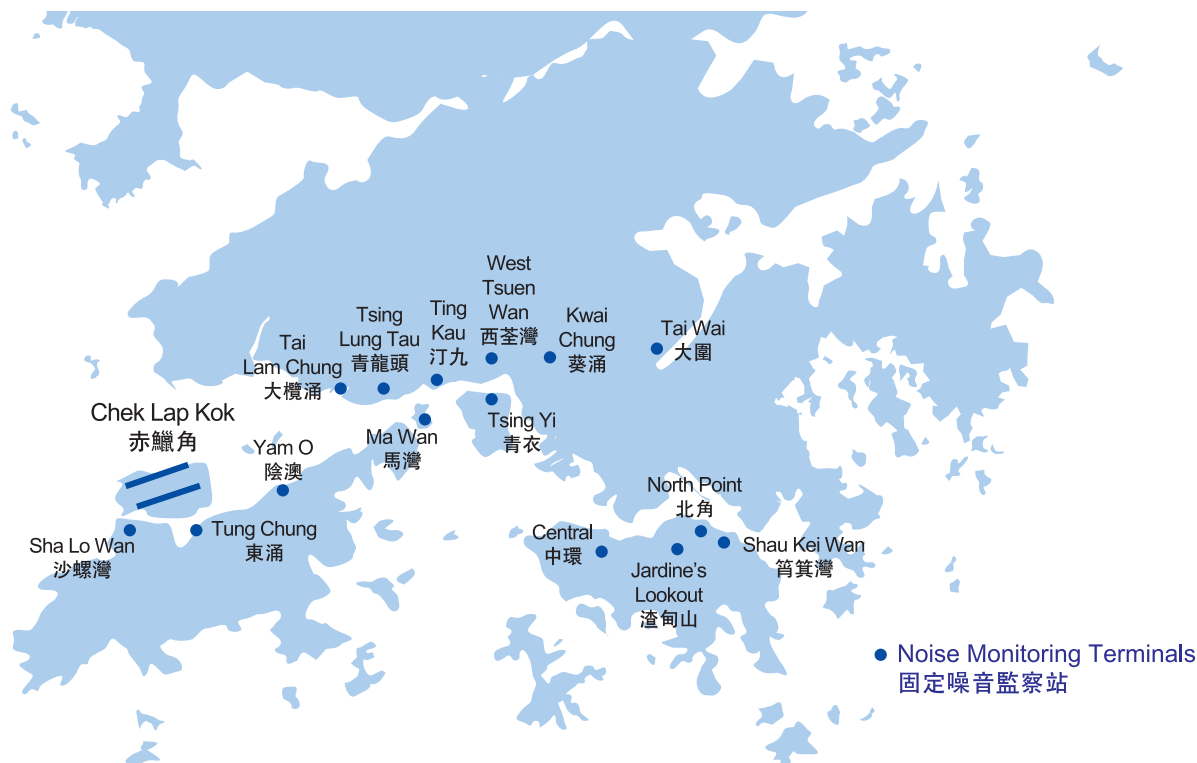 West
Tsuen
Wan
西荃灣
Ting
Kau
汀九
Tsing
Lung Tau
青龍頭
Kwai
Chung
葵涌
Tai Wai
大圍
Tai
Lam Chung
大欖涌
Chek Lap Kok
赤鱲角
Yam O
陰澳
Ma Wan
馬灣
Tsing Yi
青衣
North Point
北角
Sha Lo Wan
沙螺灣
Tung Chung
東涌
Central
中環
Jardine's
Lookout
渣甸山
Shau Kei Wan
筲箕灣
Noise Monitoring Terminals
固定噪音監察站